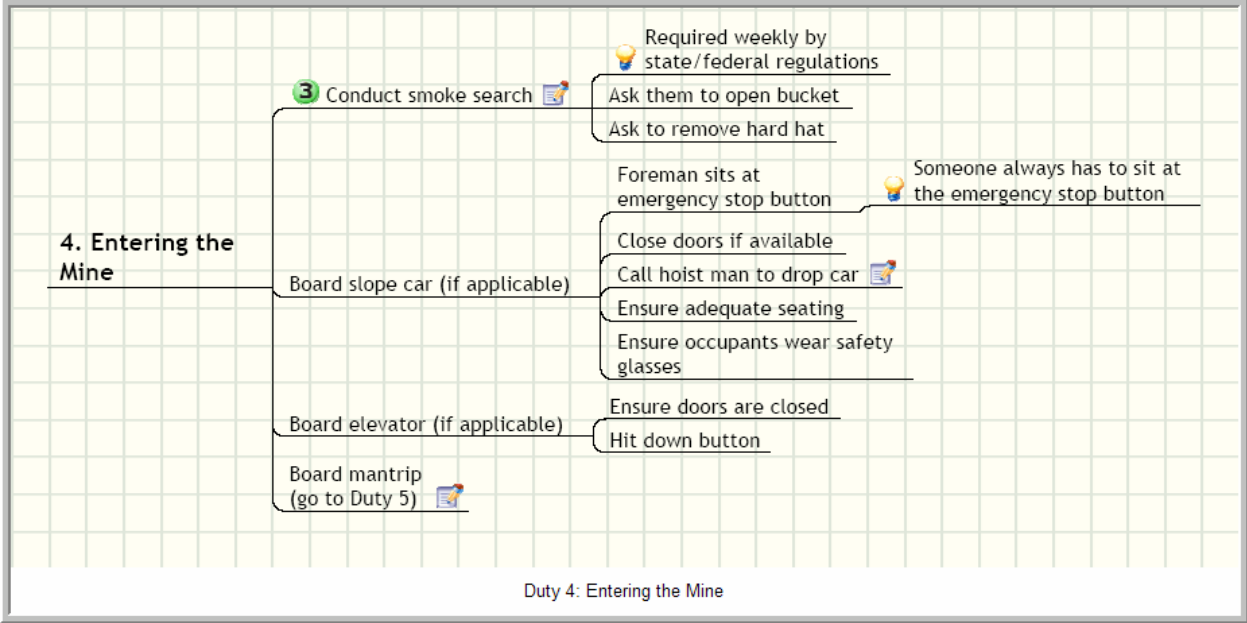 4. Entering the
Mine
3
Conduct smoke search
Required weekly by
state/federal regulations
Ask them to open bucket
Ask to remove hard hat
Board slope car (if applicable)
Foreman sits at
emergency stop button
Someone always has to sit at
the emergency stop button
Close doors if available
Call hoist man to drop car
Ensure adequate seating
Ensure occupants wear safety
glasses
Board elevator (if applicable)
Ensure doors are closed
Hit down button
Board mantrip
(go to Duty 5)
Duty 4: Entering the Mine